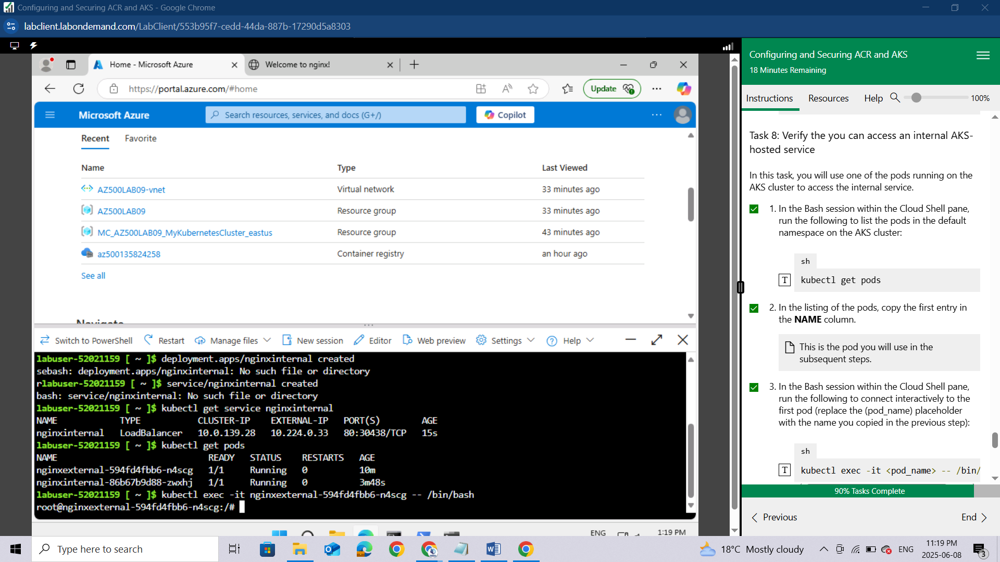 Configuring and Securing ACR and AKS - Google Chrome
labclient.labondemand.com/LabClient/553b95f7-cedd-44da-887b-17290d5a8303
Home - Microsoft Azure
Welcome to nginx!
https://portal.azure.com/#home
Update
Microsoft Azure
Search resources, services, and docs (G+/)
Copilot
Recent
Favorite
Name Type Last Viewed
AZ500LAB09-vnet Virtual network 33 minutes ago
AZ500LAB09 Resource group 33 minutes ago
MC_AZ500LAB09_MyKubernetesCluster_eastus Resource group 43 minutes ago
az500135824258 Container registry an hour ago
See all
Navigate
Switch to PowerShell Restart Manage files New session Editor Web preview Settings Help
labuser-52021159 [ ~ ]$ deployment.apps/nginxinternal created
sebash: deployment.apps/nginxinternal: No such file or directory
rlabuser-52021159 [ ~ ]$ service/nginxinternal created
bash: service/nginxinternal: No such file or directory
labuser-52021159 [ ~ ]$ kubectl get service nginxinternal
NAME TYPE CLUSTER-IP EXTERNAL-IP PORT(S) AGE
nginxinternal LoadBalancer 10.0.139.28 10.224.0.33 80:30438/TCP 15s
labuser-52021159 [ ~ ]$ kubectl get pods
NAME READY STATUS RESTARTS AGE
nginxexternal-594fd4fbb6-n4scg 1/1 Running 0 10m
nginxinternal-86b67b9d88-zwxhj 1/1 Running 0 3m48s
labuser-52021159 [ ~ ]$ kubectl exec -it nginxexternal-594fd4fbb6-n4scg -- /bin/bash
root@nginxexternal-594fd4fbb6-n4scg:/#
ENG
1:19 PM
Configuring and Securing ACR and AKS
18 Minutes Remaining
Instructions Resources Help 100%
Task 8: Verify the you can access an internal AKS-
hosted service
In this task, you will use one of the pods running on the
AKS cluster to access the internal service.
1. In the Bash session within the Cloud Shell pane,
run the following to list the pods in the default
namespace on the AKS cluster:
sh
T kubectl get pods
2. In the listing of the pods, copy the first entry in
the NAME column.
This is the pod you will use in the
subsequent steps.
3. In the Bash session within the Cloud Shell pane,
run the following to connect interactively to the
first pod (replace the (pod_name) placeholder
with the name you copied in the previous step):
sh
T kubectl exec -it <pod_name> -- /bin/
90% Tasks Complete
Previous
End
Type here to search
18°C Mostly cloudy
ENG
11:19 PM
2025-06-08
3